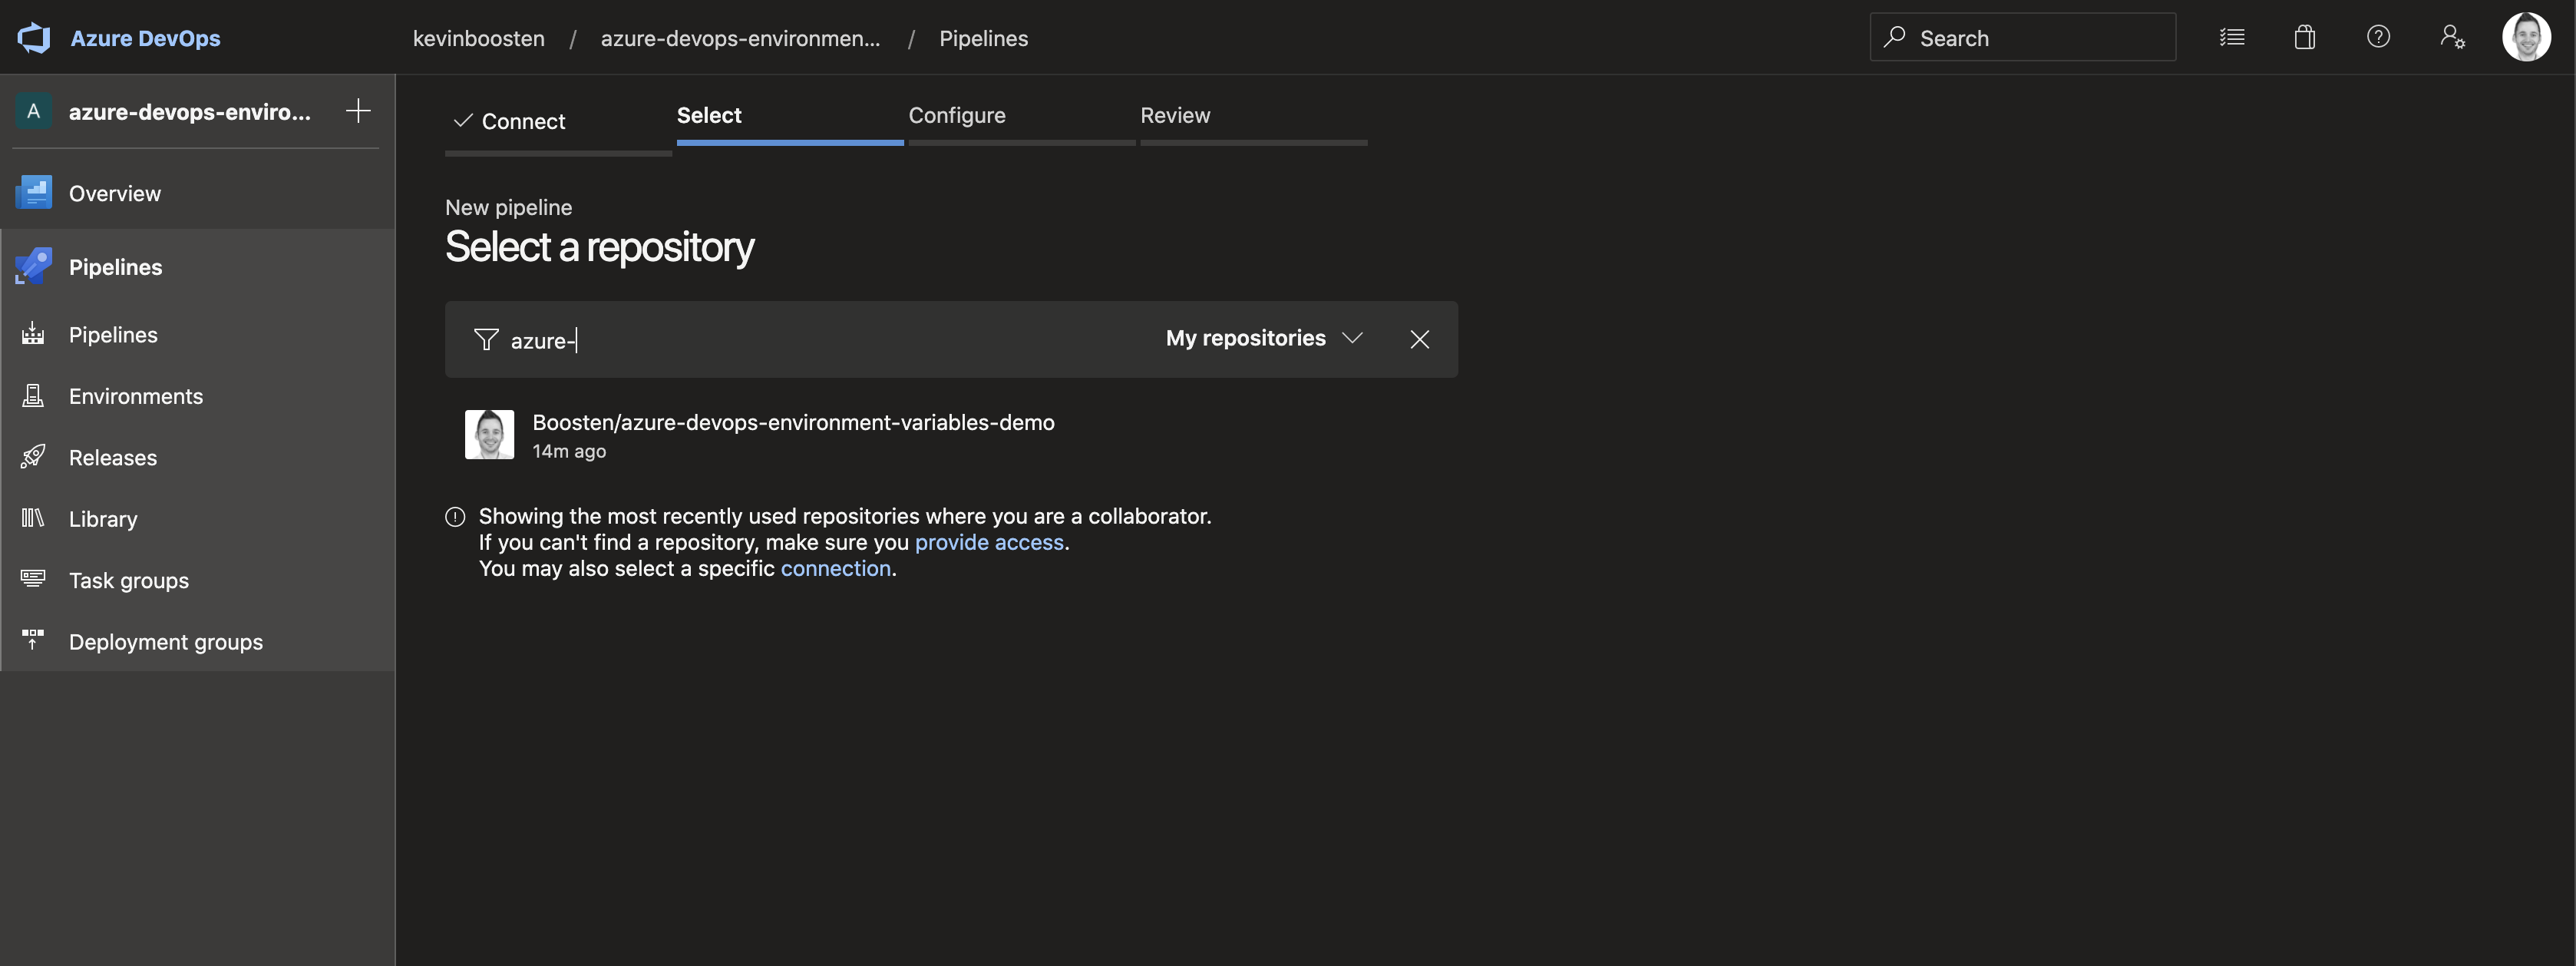 Azure DevOps
kevinboosten / azure-devops-environmen... / Pipelines
Search
A azure-devops-enviro...
Overview
Pipelines
Pipelines
Environments
Releases
Library
Task groups
Deployment groups
Connect
Select
Configure
Review
New pipeline
Select a repository
azure-
My repositories
Boosten/azure-devops-environment-variables-demo
14m ago
Showing the most recently used repositories where you are a collaborator.
If you can't find a repository, make sure you provide access.
You may also select a specific connection.